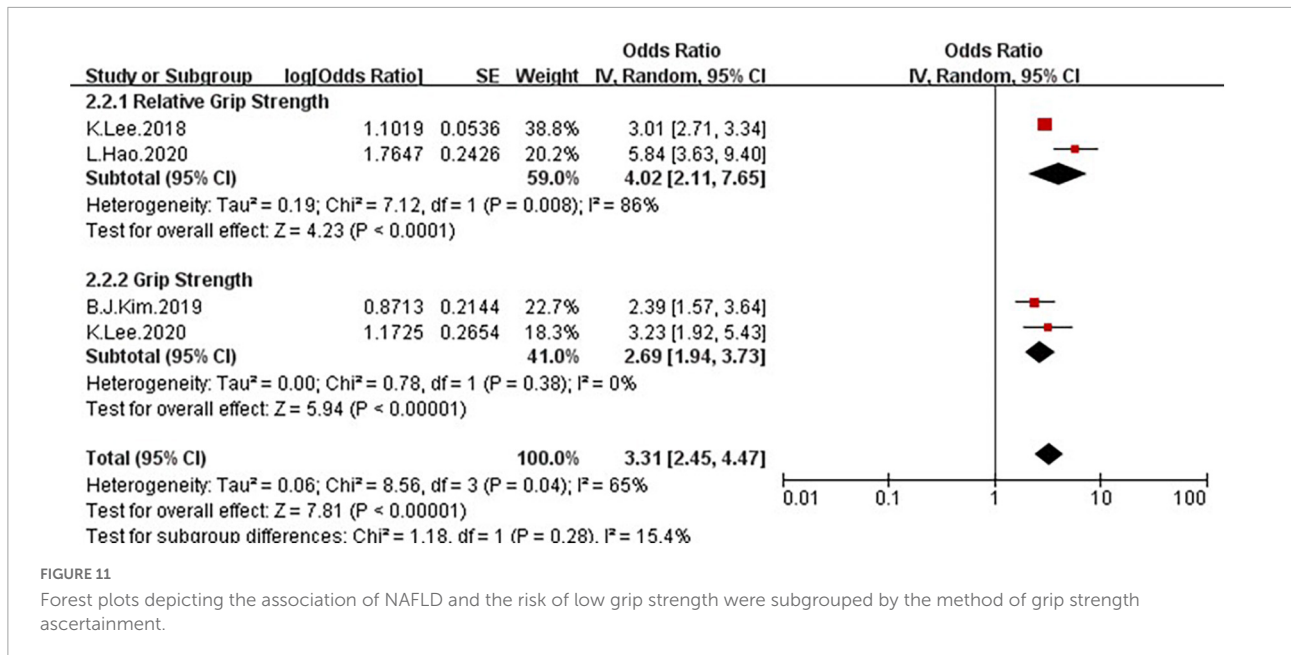 Odds Ratio Odds Ratio
Study or Subgroup log[Odds Ratio] SE Weight IV, Random, 95% CI IV, Random, 95% CI
2.2.1 Relative Grip Strength
K.Lee.2018 1.1019 0.0536 38.8% 3.01 [2.71, 3.34]
L.Hao.2020 1.7647 0.2426 20.2% 5.84 [3.63, 9.40]
Subtotal (95% CI) 59.0% 4.02 [2.11, 7.65]
Heterogeneity: Tau² = 0.19; Chi² = 7.12, df = 1 (P = 0.008); I² = 86%
Test for overall effect: Z = 4.23 (P < 0.0001)
2.2.2 Grip Strength
B.J.Kim.2019 0.8713 0.2144 22.7% 2.39 [1.57, 3.64]
K.Lee.2020 1.1725 0.2654 18.3% 3.23 [1.92, 5.43]
Subtotal (95% CI) 41.0% 2.69 [1.94, 3.73]
Heterogeneity: Tau² = 0.00; Chi² = 0.78, df = 1 (P = 0.38); I² = 0%
Test for overall effect: Z = 5.94 (P < 0.00001)
Total (95% CI) 100.0% 3.31 [2.45, 4.47]
Heterogeneity: Tau² = 0.06; Chi² = 8.56, df = 3 (P = 0.04); I² = 65%
Test for overall effect: Z = 7.81 (P < 0.00001)
Test for subgroup differences: Chi² = 1.18, df = 1 (P = 0.28), I² = 15.4%
0.01 0.1 1 10 100
FIGURE 11
Forest plots depicting the association of NAFLD and the risk of low grip strength were subgrouped by the method of grip strength
ascertainment.